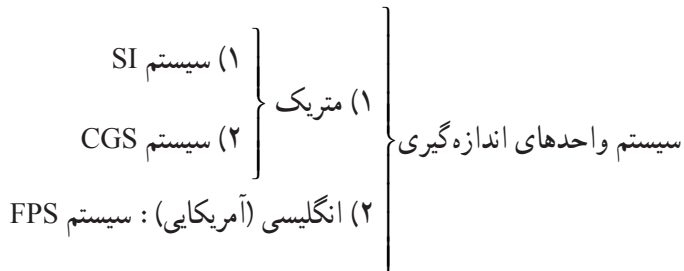 سیستم واحدهای اندازه‌گیری
۱) متریک
۱) سیستم SI
۲) سیستم CGS
۲) انگلیسی (آمریکایی) : سیستم FPS